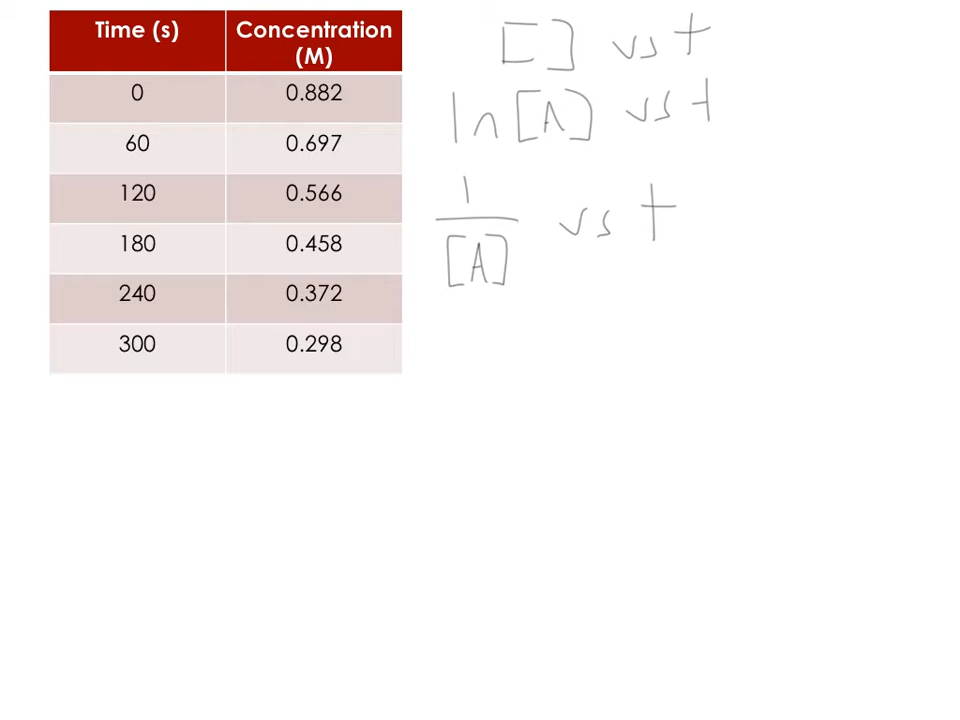 Time (s) Concentration (M)
0 0.882
60 0.697
120 0.566
180 0.458
240 0.372
300 0.298
[ ] vs t
ln [A] vs t
1/[A] vs t